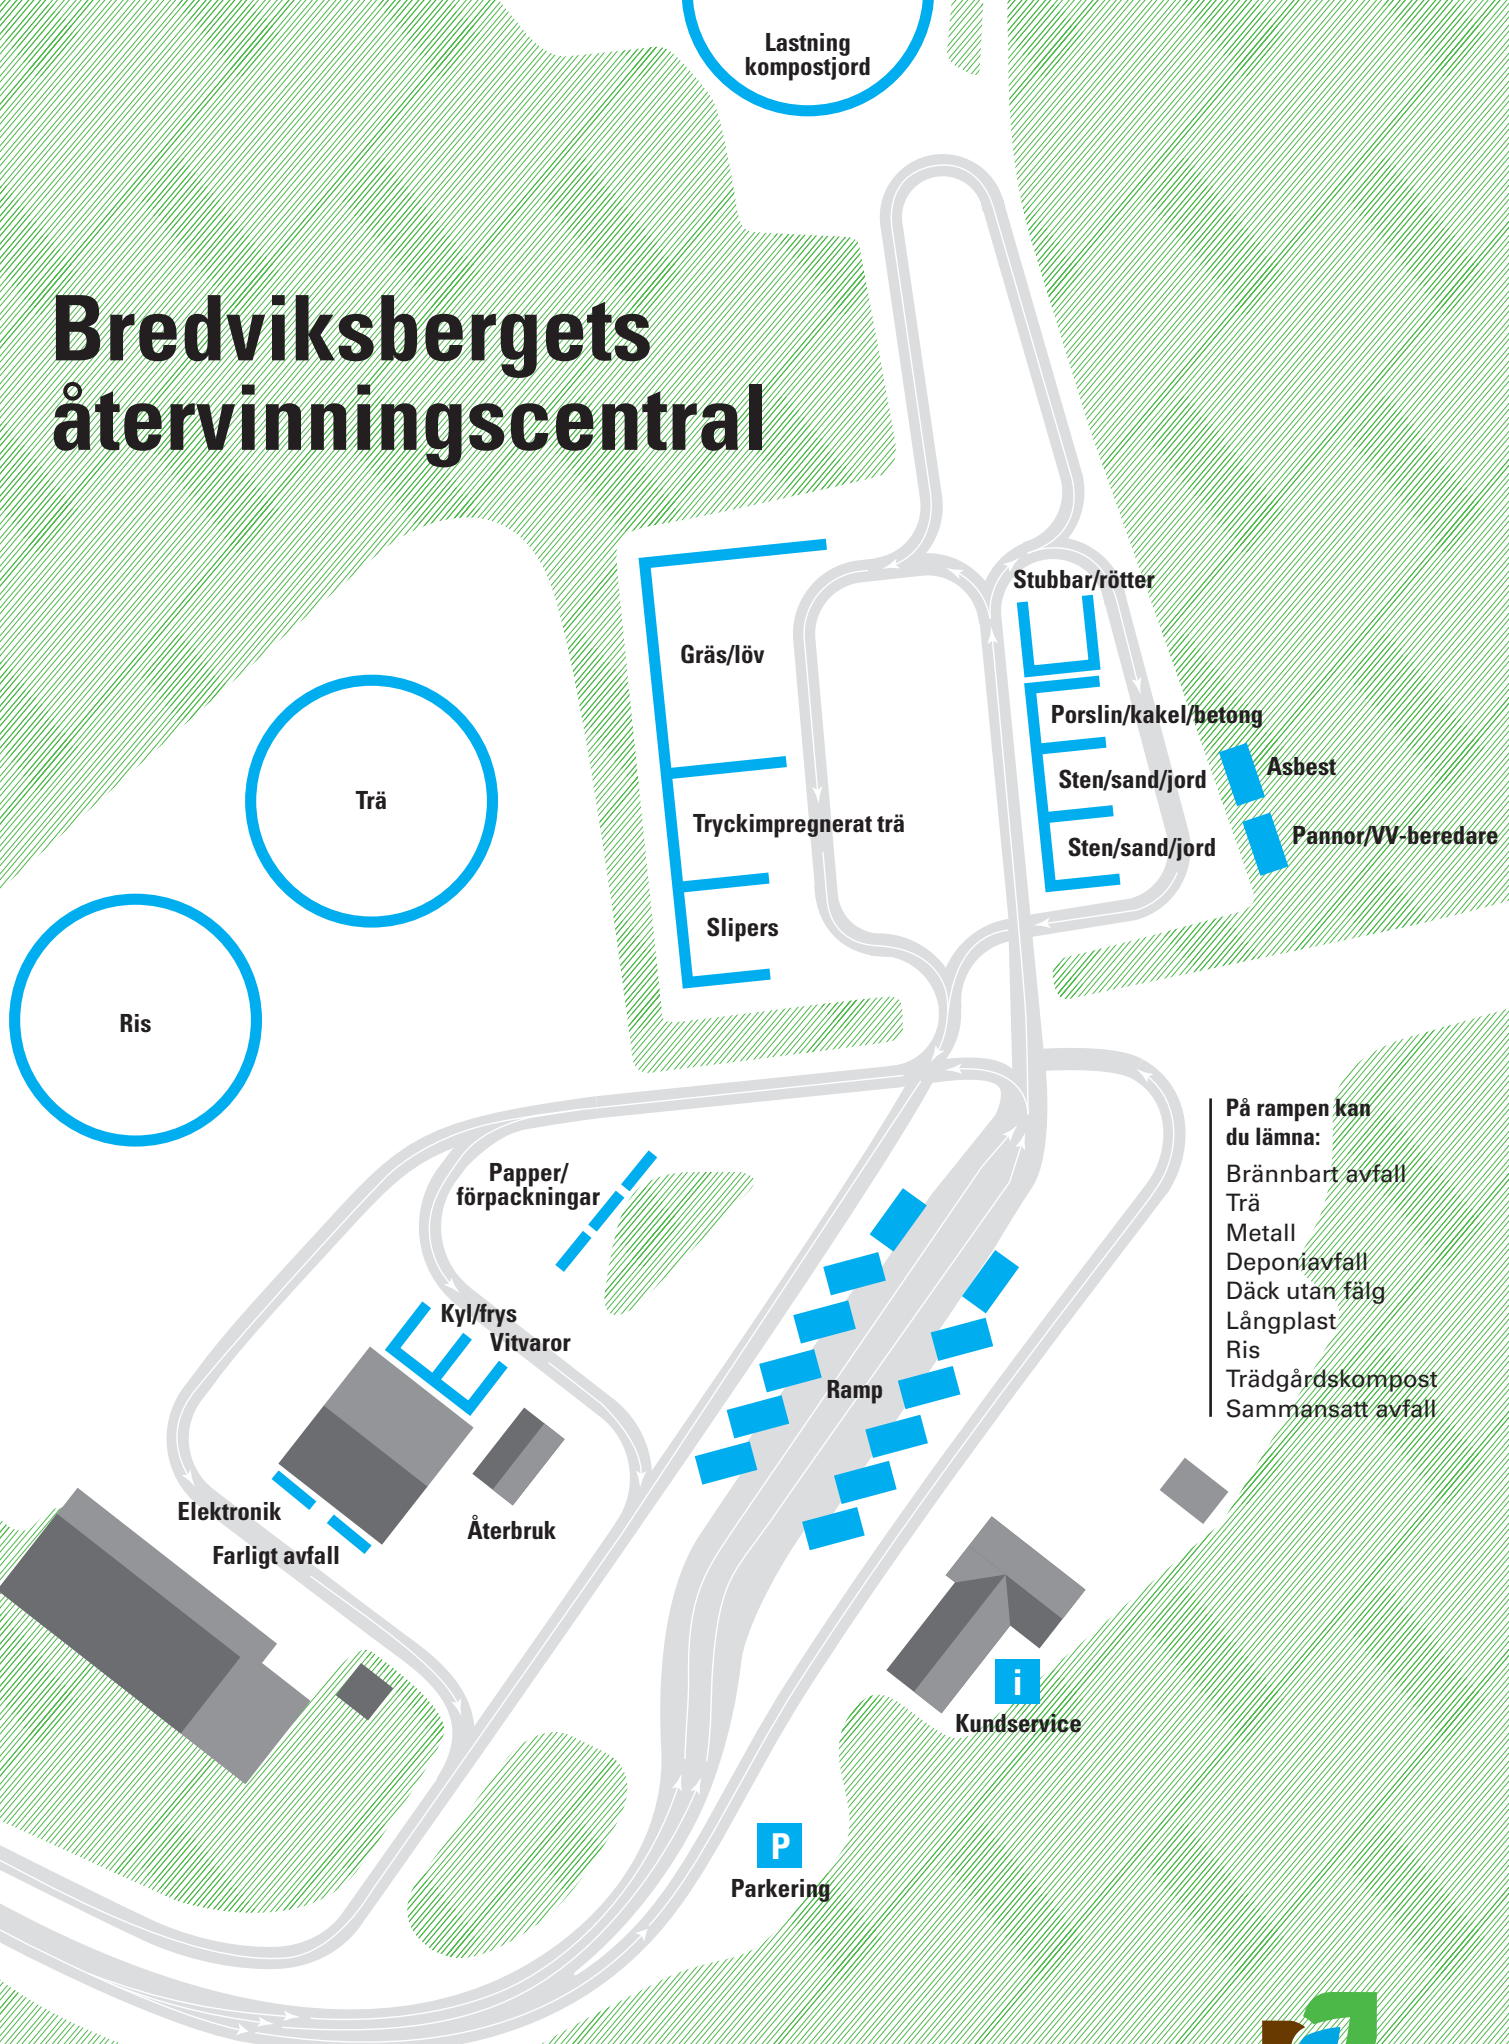 Lastning
kompostjord
Bredviksbergets
återvinningscentral
Stubbar/rötter
Gräs/löv
Porslin/kakel/betong
Asbest
Sten/sand/jord
Trä
Tryckimpregnerat trä
Pannor/VV-beredare
Sten/sand/jord
Slipers
Ris
På rampen kan
du lämna:
Brännbart avfall
Trä
Metall
Deponiavfall
Däck utan fälg
Långplast
Ris
Trädgårdskompost
Sammansatt avfall
Papper/
förpackningar
Kyl/frys
Vitvaror
Ramp
Elektronik
Återbruk
Farligt avfall
i
Kundservice
P
Parkering